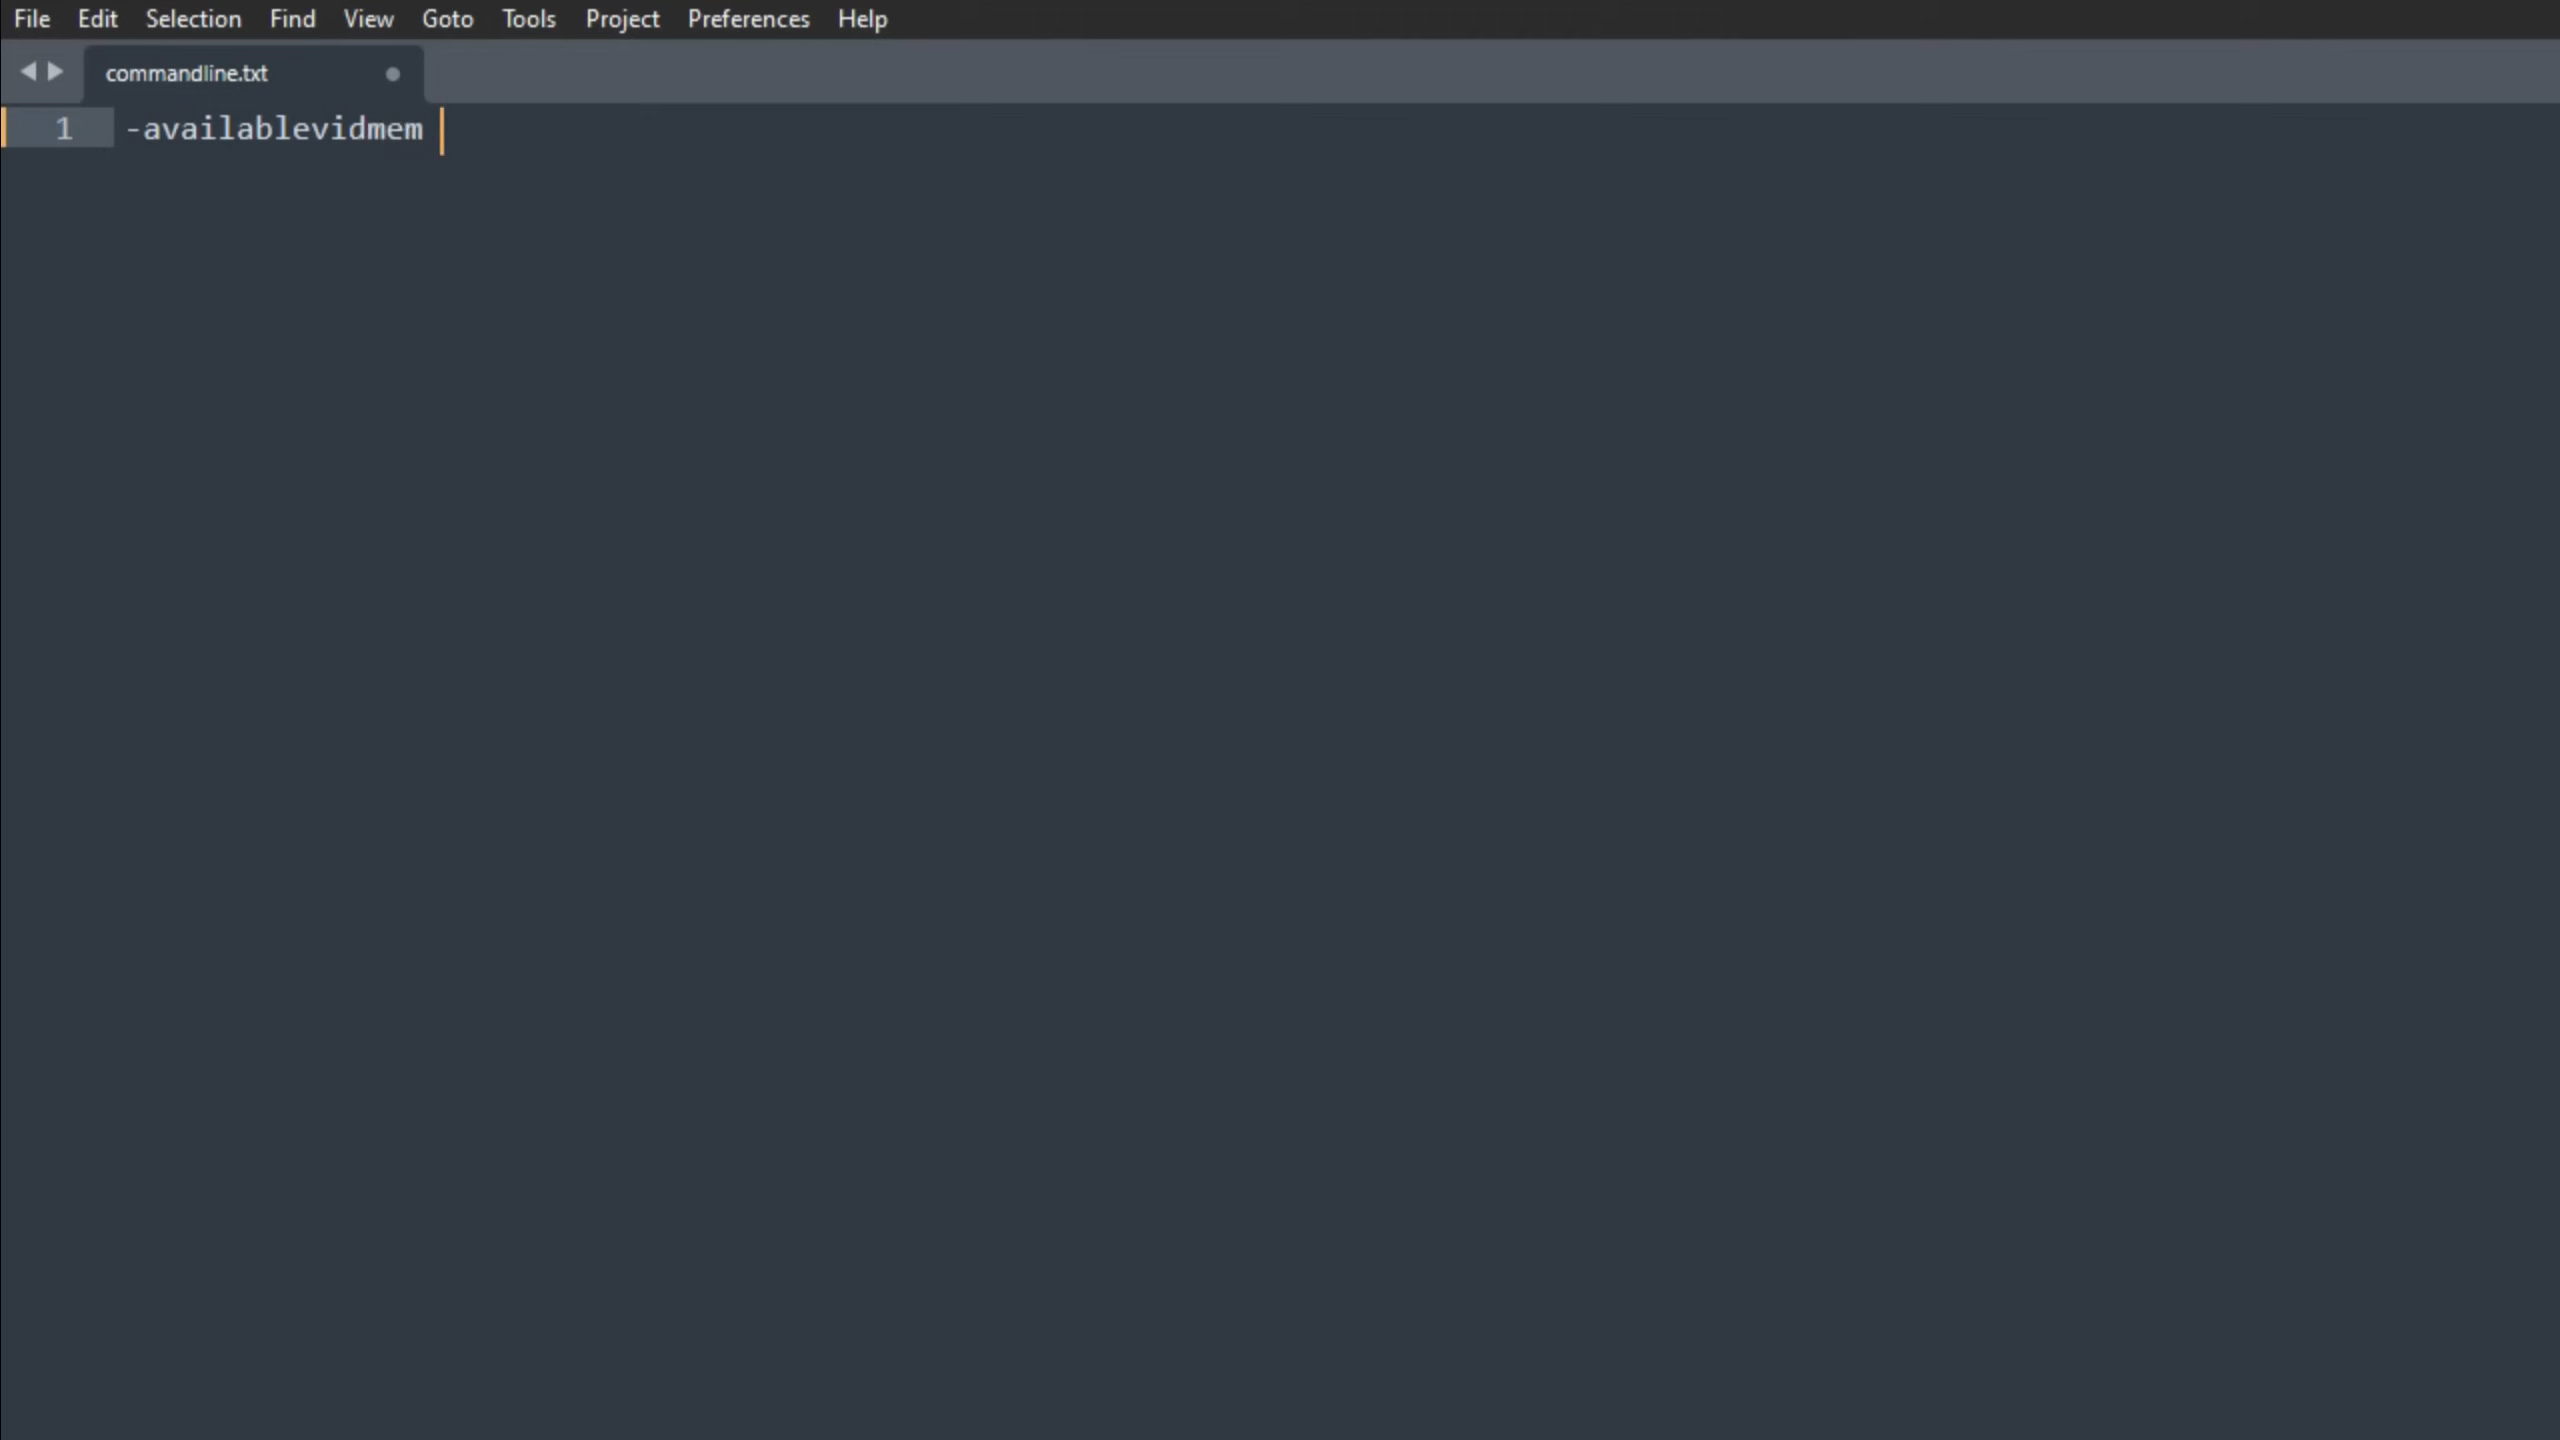 File Edit Selection Find View Goto Tools Project Preferences Help
commandline.txt
1 -availablevidmem